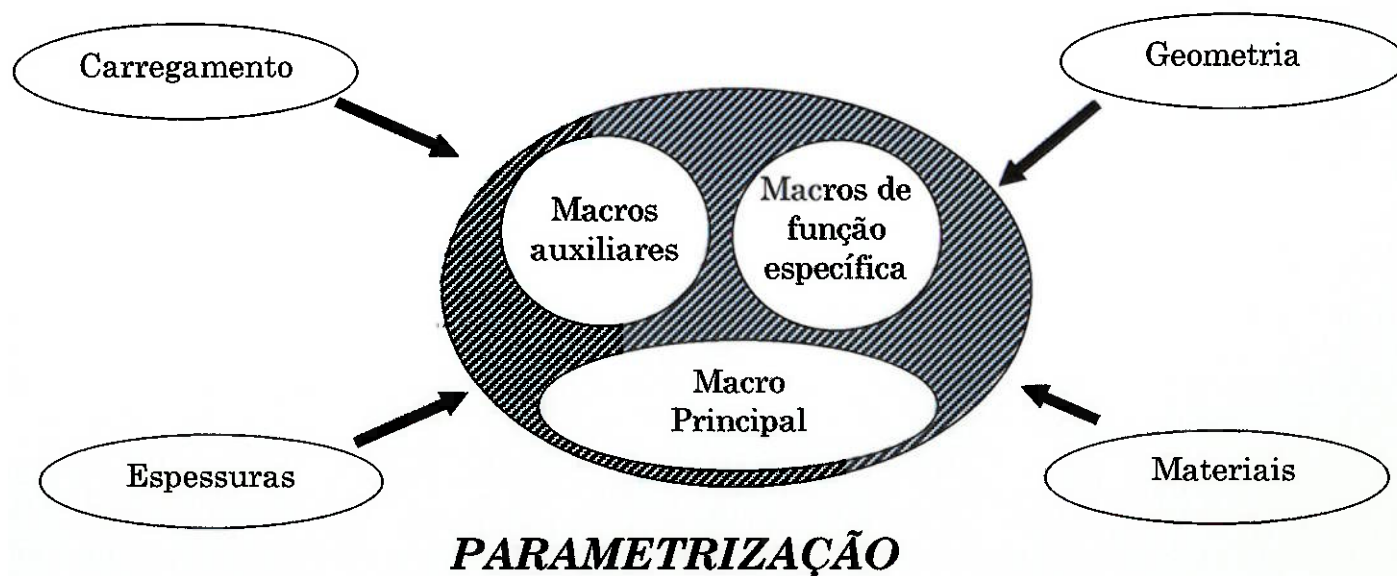 Carregamento
Geometria
Macros
auxiliares
Macros de
função
específica
Macro
Principal
Espessuras
Materiais
PARAMETRIZAÇÃO